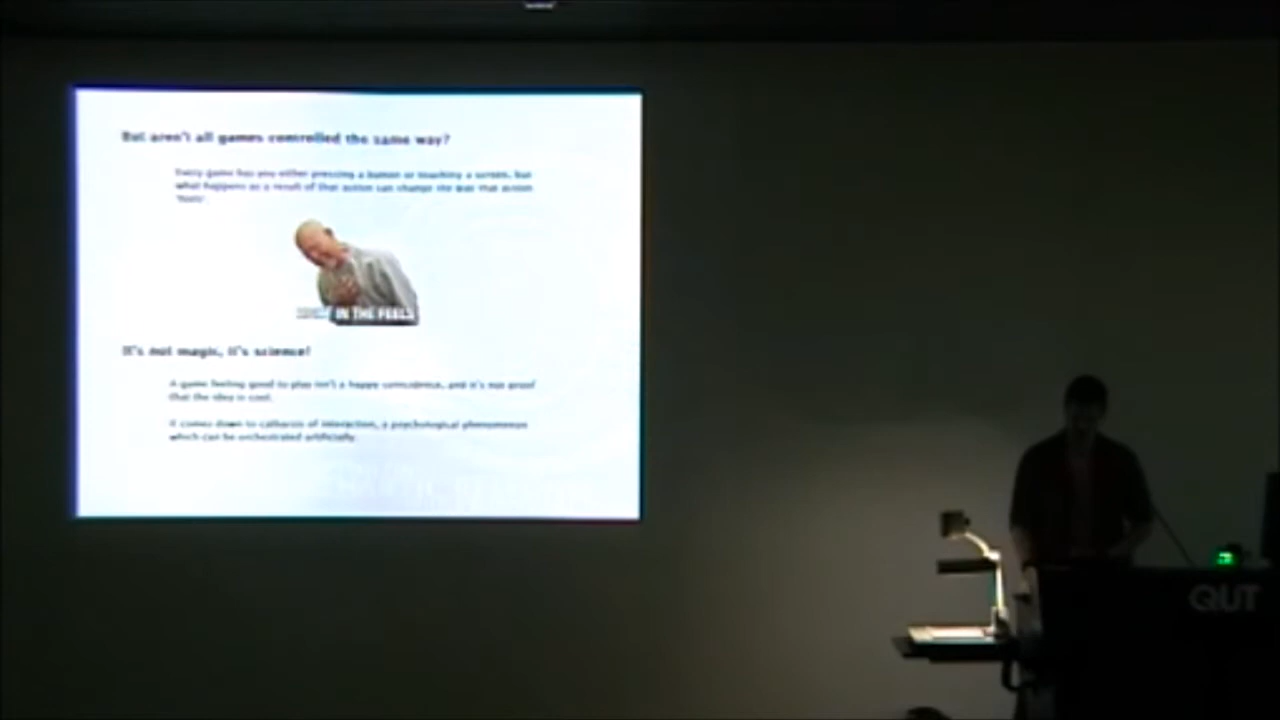 But aren't all games controlled the same way?
Every game has you either pressing a button or touching a screen, but
what happens as a result of that action can change the way that action
'feels'.
IN THE FEELS
It's not magic, it's science!
A game feeling good to play isn't a happy coincidence, and it's not proof
that the idea is cool.
It comes down to catharsis of interaction, a psychological phenomenon
which can be orchestrated artificially.
QUT